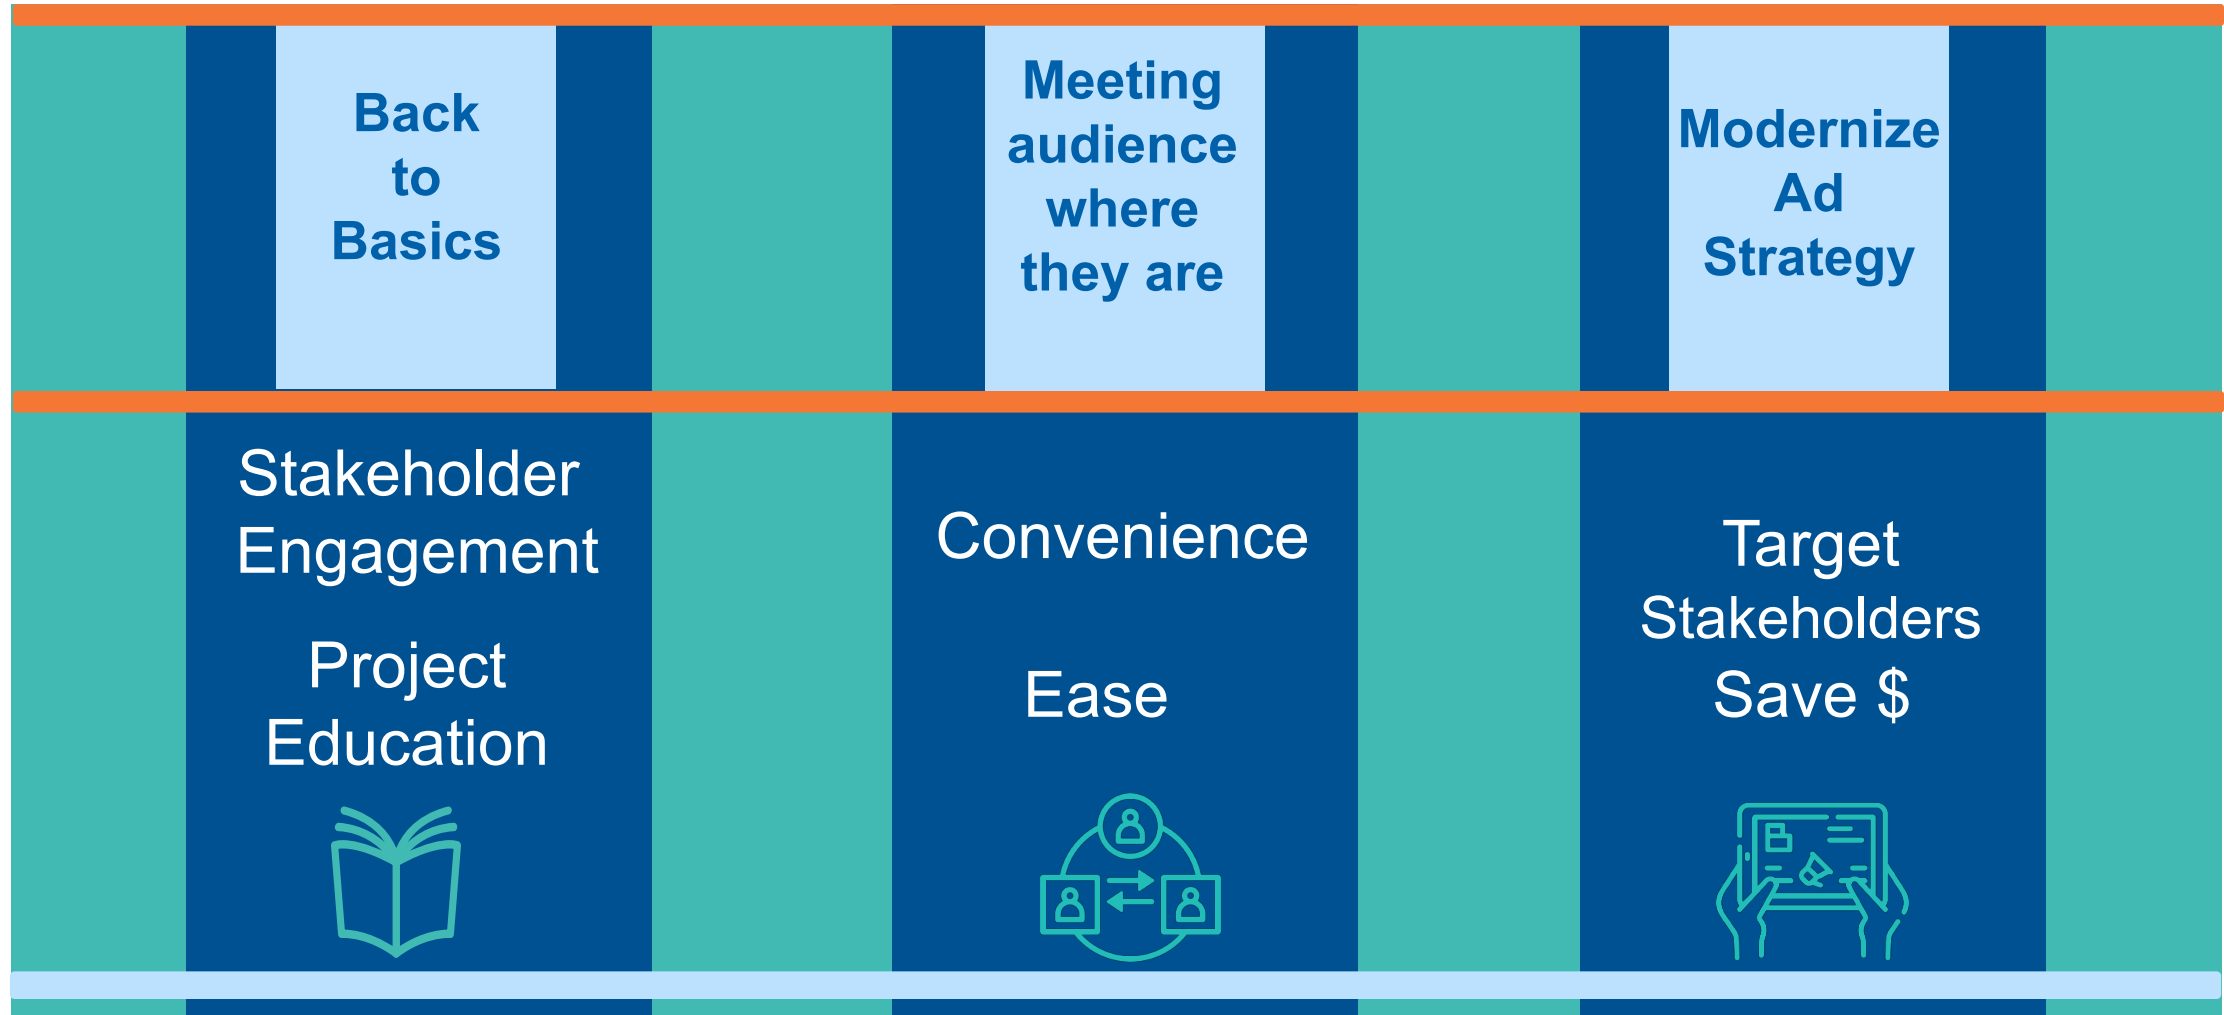 Back
to
Basics
Meeting
audience
where
they are
Modernize
Ad
Strategy
Stakeholder
Engagement
Project
Education
Convenience
Ease
Target
Stakeholders
Save $